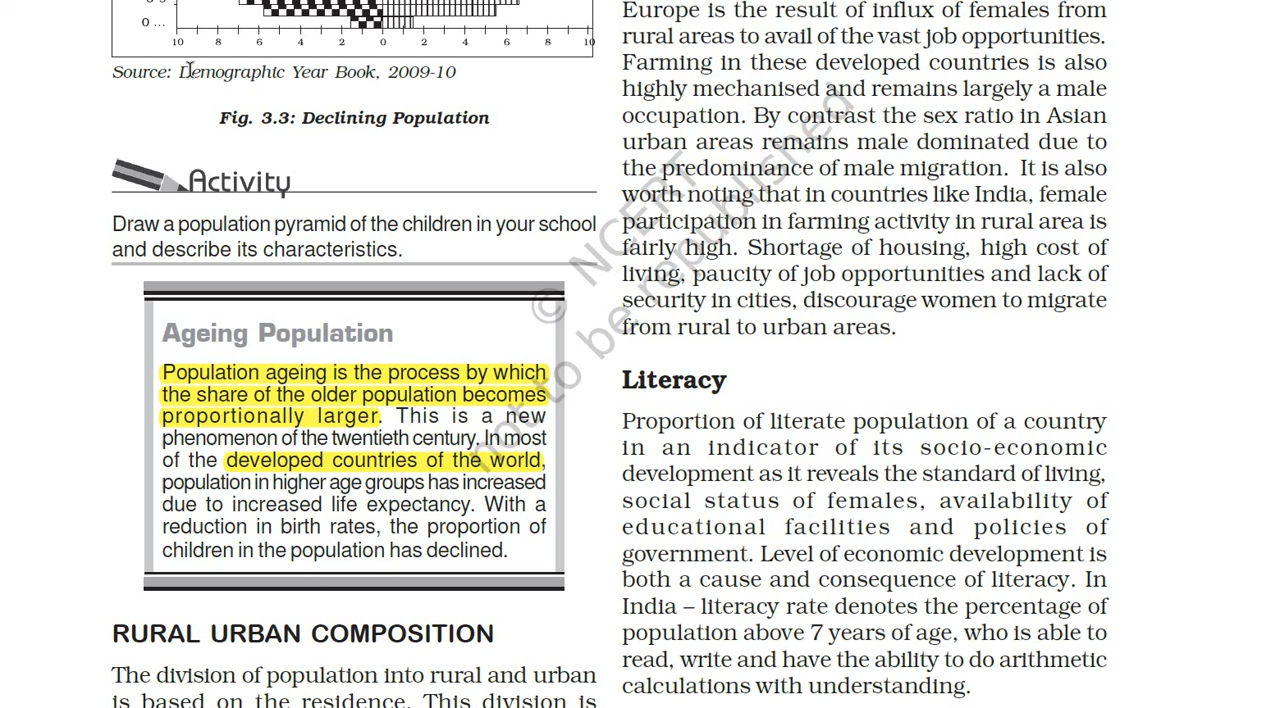 0 ...
10 8 6 4 2 0 2 4 6 8 10
Source: Demographic Year Book, 2009-10
Fig. 3.3: Declining Population
Activity
Draw a population pyramid of the children in your school
and describe its characteristics.
Ageing Population
Population ageing is the process by which
the share of the older population becomes
proportionally larger. This is a new
phenomenon of the twentieth century. In most
of the developed countries of the world,
population in higher age groups has increased
due to increased life expectancy. With a
reduction in birth rates, the proportion of
children in the population has declined.
RURAL URBAN COMPOSITION
The division of population into rural and urban
is based on the residence. This division is
Europe is the result of influx of females from
rural areas to avail of the vast job opportunities.
Farming in these developed countries is also
highly mechanised and remains largely a male
occupation. By contrast the sex ratio in Asian
urban areas remains male dominated due to
the predominance of male migration. It is also
worth noting that in countries like India, female
participation in farming activity in rural area is
fairly high. Shortage of housing, high cost of
living, paucity of job opportunities and lack of
security in cities, discourage women to migrate
from rural to urban areas.
Literacy
Proportion of literate population of a country
in an indicator of its socio-economic
development as it reveals the standard of living,
social status of females, availability of
educational facilities and policies of
government. Level of economic development is
both a cause and consequence of literacy. In
India – literacy rate denotes the percentage of
population above 7 years of age, who is able to
read, write and have the ability to do arithmetic
calculations with understanding.
© NCERT
not to be republished